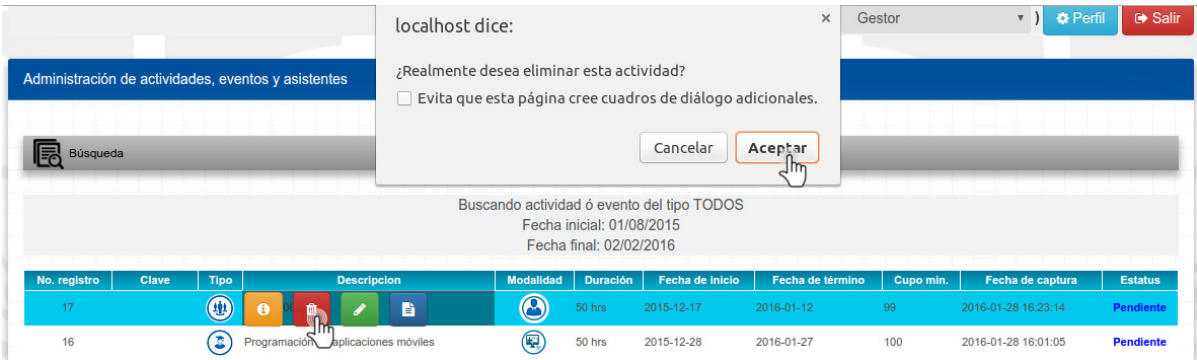 localhost dice:
×
Gestor
)
Perfil
Salir
¿Realmente desea eliminar esta actividad?
Evita que esta página cree cuadros de diálogo adicionales.
Cancelar
Aceptar
Administración de actividades, eventos y asistentes
Búsqueda
Buscando actividad ó evento del tipo TODOS
Fecha inicial: 01/08/2015
Fecha final: 02/02/2016
No. registro Clave Tipo Descripcion Modalidad Duración Fecha de inicio Fecha de término Cupo min. Fecha de captura Estatus
17 50 hrs 2015-12-17 2016-01-12 99 2016-01-28 16:23:14 Pendiente
16 Programación aplicaciones móviles 50 hrs 2015-12-28 2016-01-27 100 2016-01-28 16:01:05 Pendiente